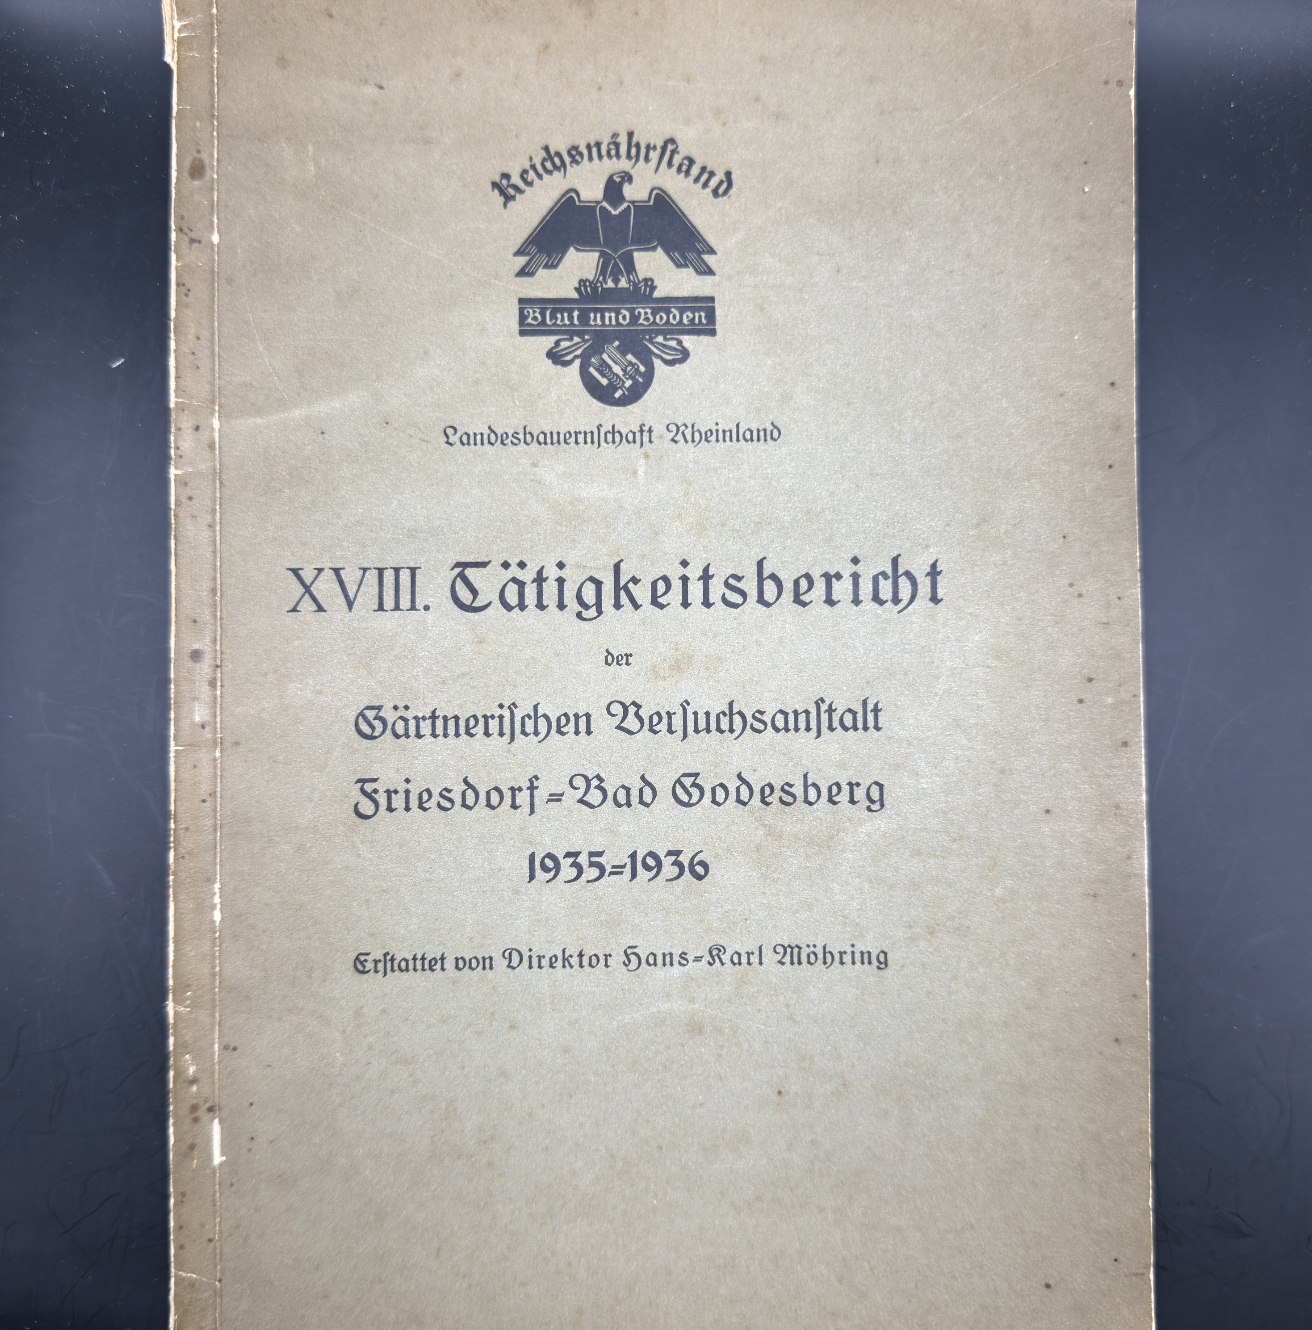 Reichsnährstand
Blut und Boden
Landesbauernſchaft Rheinland
XVIII. Tätigkeitsbericht
der
Gärtneriſchen Verſuchsanſtalt
Friesdorf=Bad Godesberg
1935=1936
Erſtattet von Direktor Hans=Karl Möhring